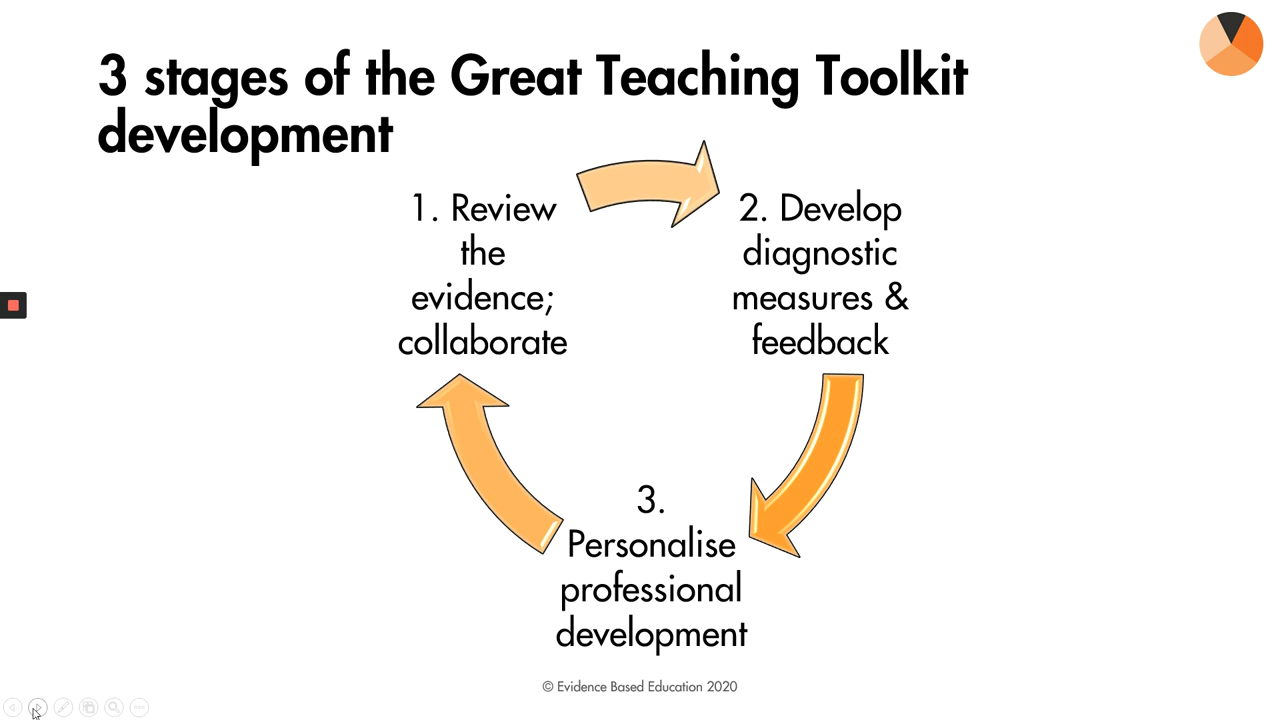 3 stages of the Great Teaching Toolkit
development
1. Review
the
evidence;
collaborate
2. Develop
diagnostic
measures &
feedback
3.
Personalise
professional
development
© Evidence Based Education 2020